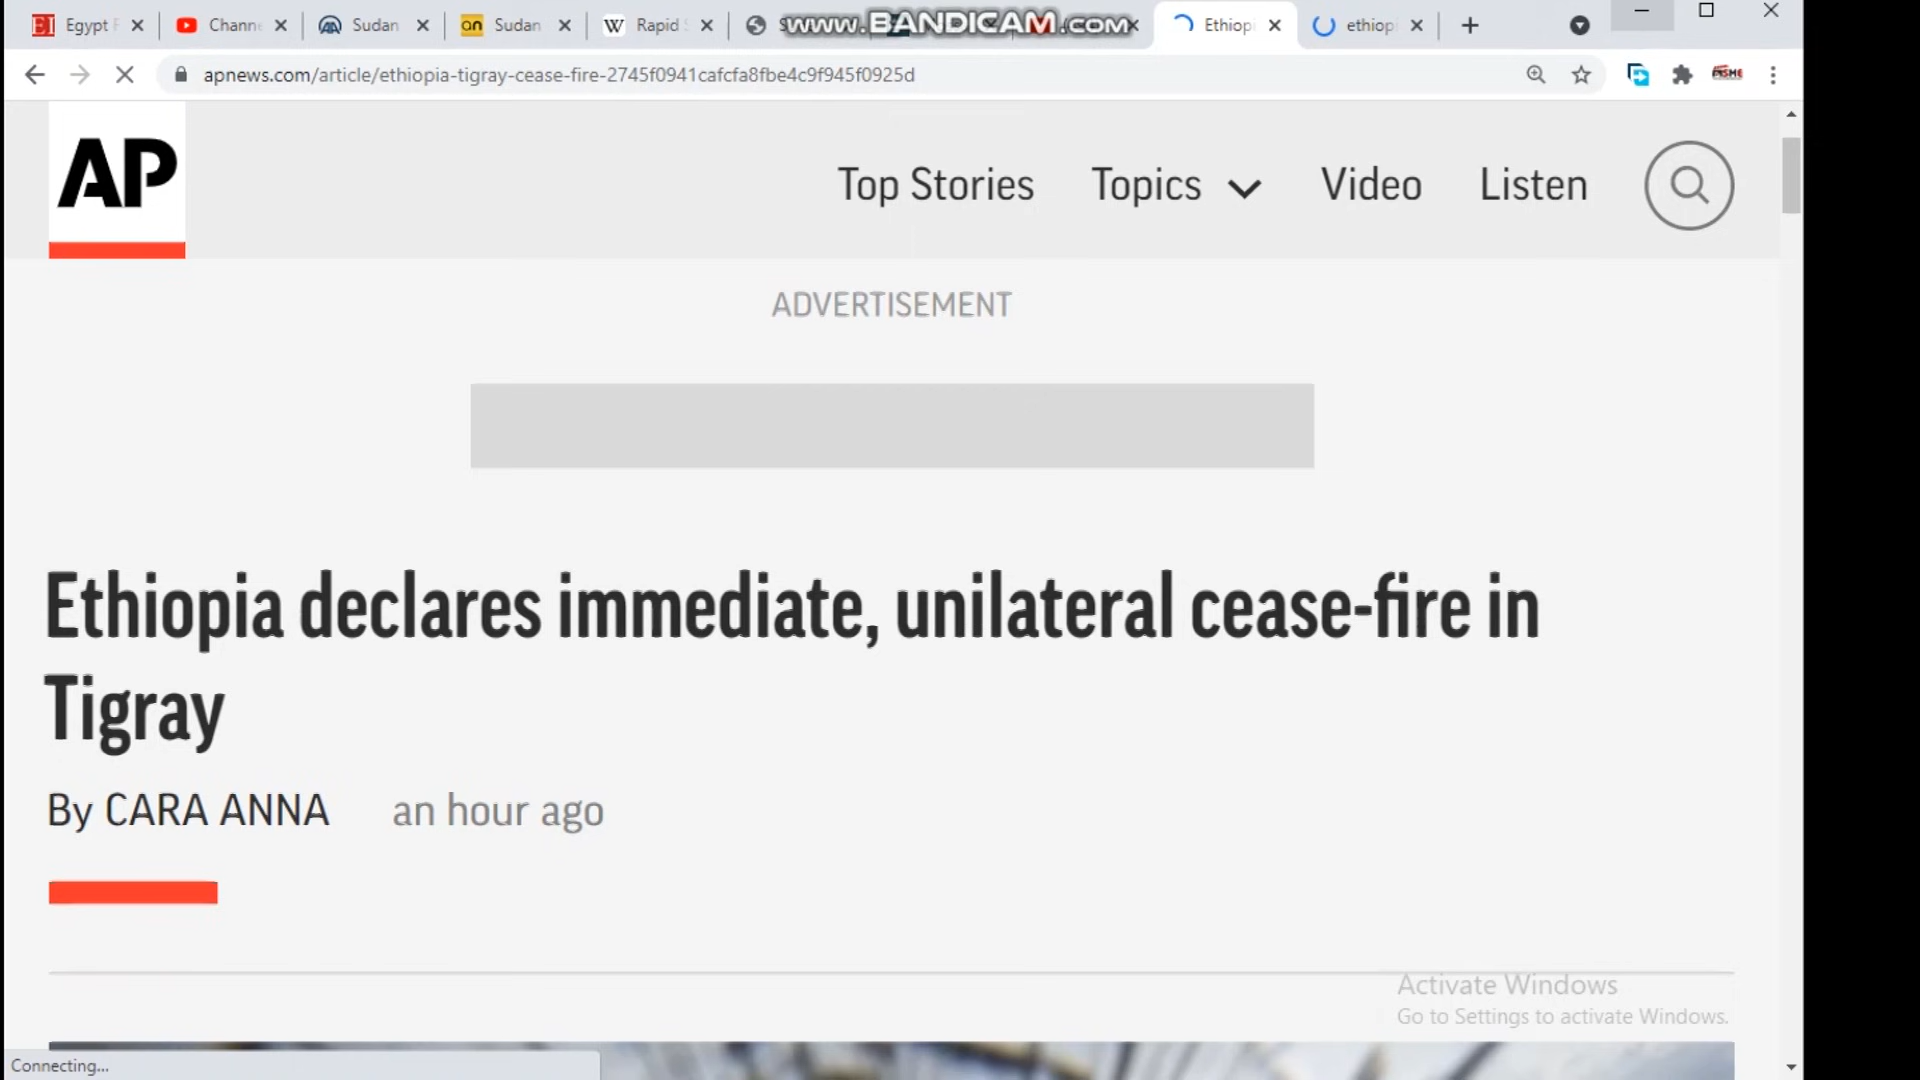 EI Egypt
Chann
Sudan
an Sudan
W Rapid
WWW.BANDICAM.COM
Ethiop
ethiop
apnews.com/article/ethiopia-tigray-cease-fire-2745f0941cafcfa8fbe4c9f945f0925d
AP
Top Stories
Topics
Video
Listen
ADVERTISEMENT
Ethiopia declares immediate, unilateral cease-fire in
Tigray
By CARA ANNA
an hour ago
Activate Windows
Go to Settings to activate Windows.
Connecting...